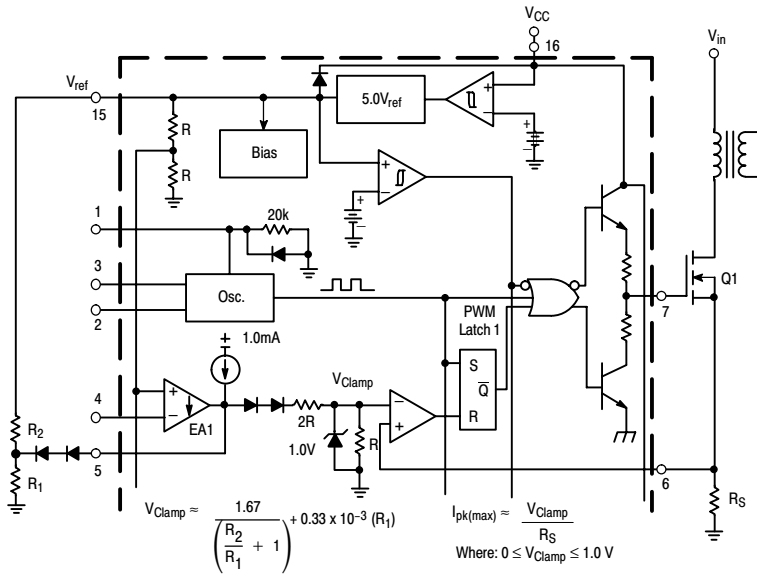 V_CC
16
V_in
V_ref
15
5.0V_ref
+
−
+
−
R
R
Bias
+
−
+
−
1
20k
3
2
Osc.
Q1
7
PWM
Latch 1
+
1.0mA
S
Q̅
R
V_Clamp
4
+
−
EA1
2R
1.0V
R
−
+
R₂
R₁
5
6
R_S
V_Clamp ≈ 1.67 / (R₂/R₁ + 1) + 0.33 x 10⁻³ (R₁)
I_pk(max) ≈ V_Clamp / R_S
Where: 0 ≤ V_Clamp ≤ 1.0 V